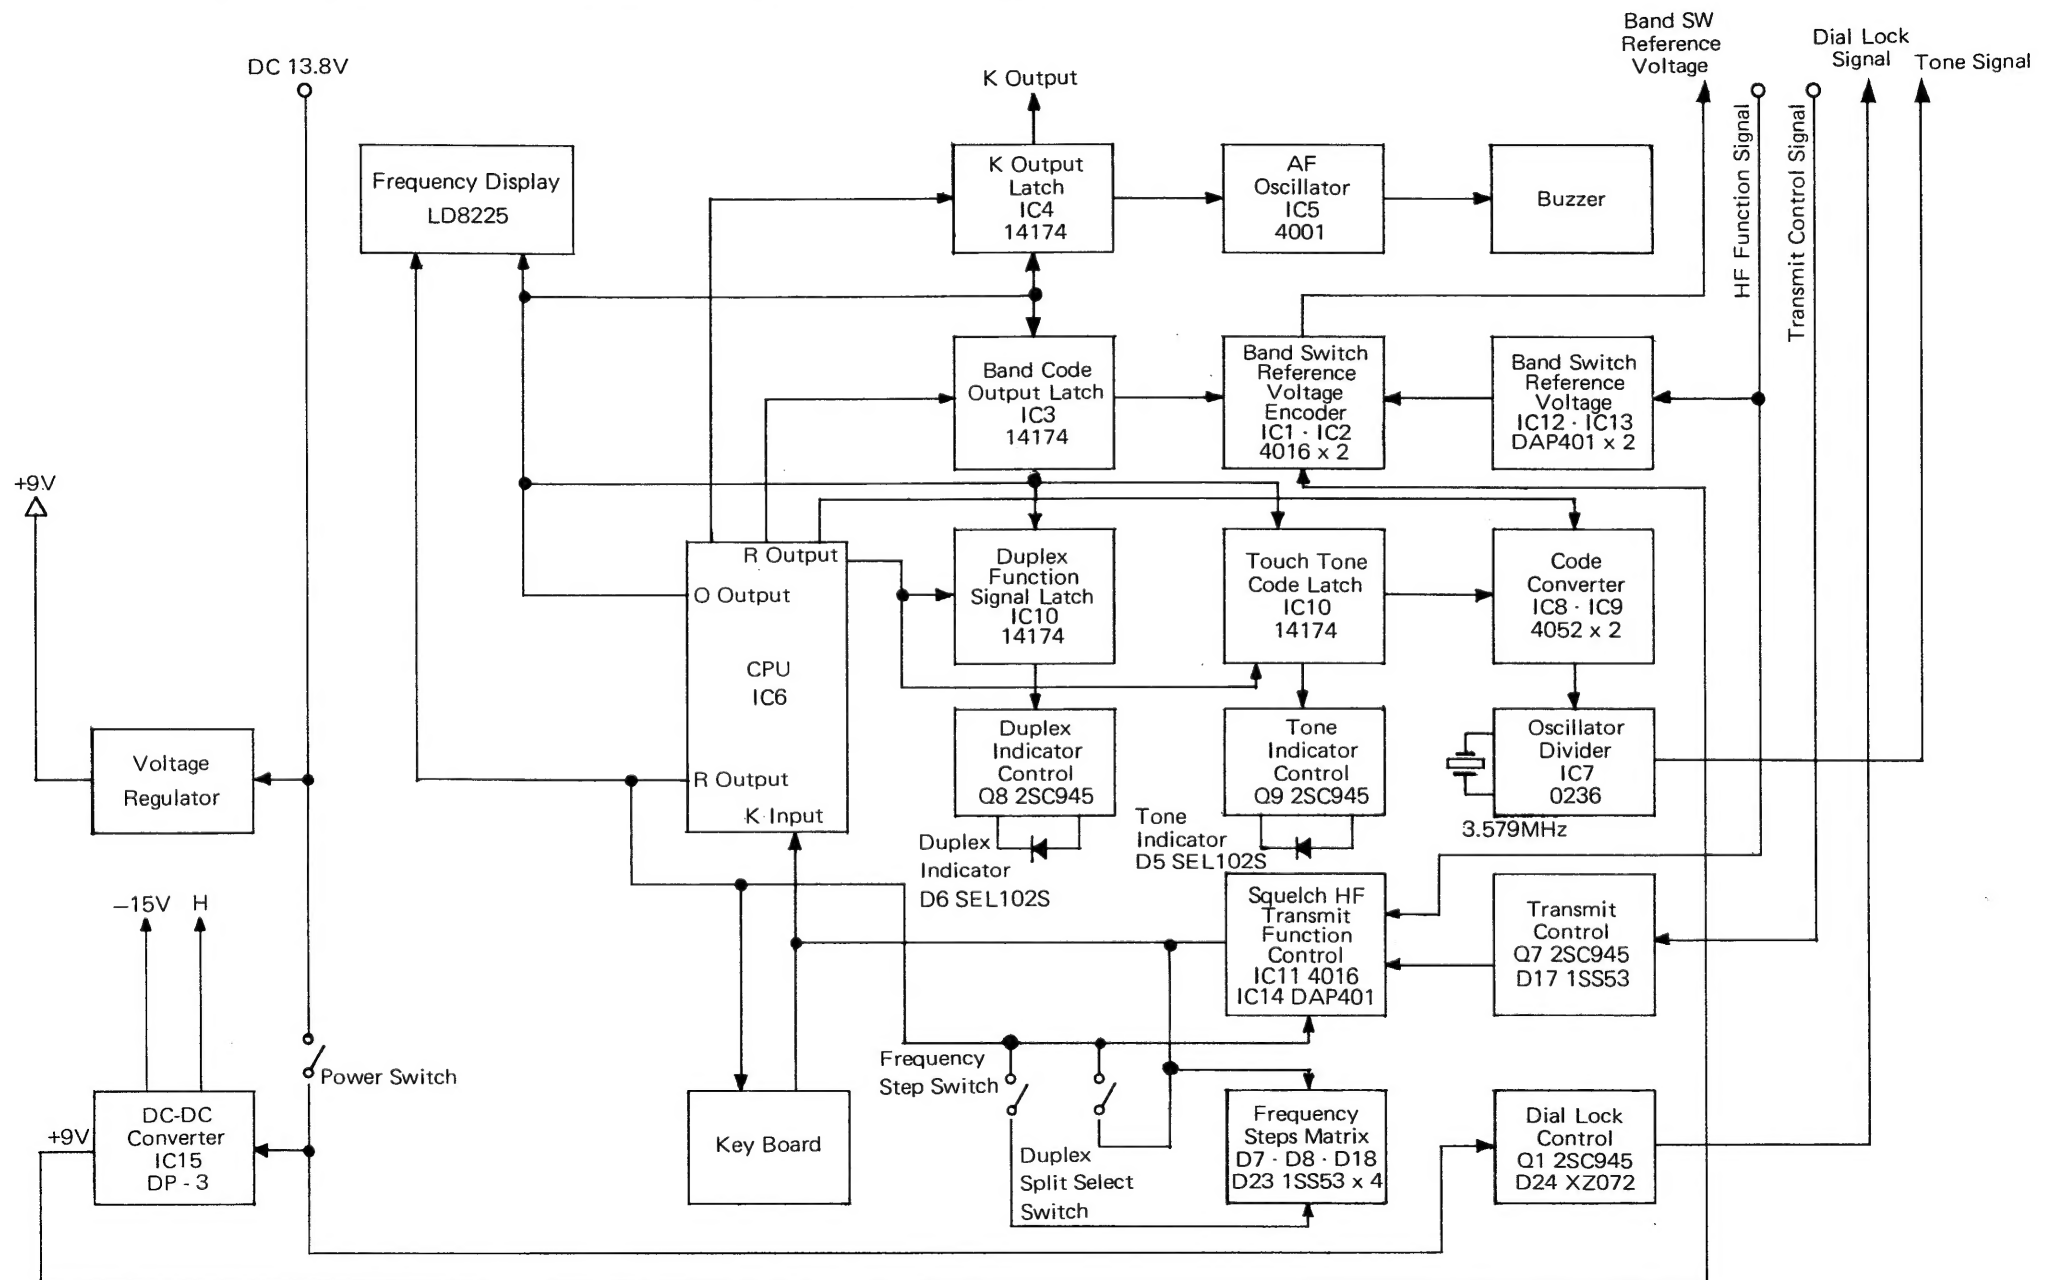 Band SW
Reference
Voltage
Dial Lock
Signal
Tone Signal
DC 13.8V
K Output
HF Function Signal
Transmit Control Signal
Frequency Display
LD8225
K Output
Latch
IC4
14174
AF
Oscillator
IC5
4001
Buzzer
Band Code
Output Latch
IC3
14174
Band Switch
Reference
Voltage
Encoder
IC1 · IC2
4016 x 2
Band Switch
Reference
Voltage
IC12 · IC13
DAP401 x 2
+9V
R Output
O Output
CPU
IC6
R Output
K Input
Duplex
Function
Signal Latch
IC10
14174
Touch Tone
Code Latch
IC10
14174
Code
Converter
IC8 · IC9
4052 x 2
Voltage
Regulator
Duplex
Indicator
Control
Q8 2SC945
Tone
Indicator
Control
Q9 2SC945
Oscillator
Divider
IC7
0236
3.579MHz
Duplex
Indicator
D6 SEL102S
Tone
Indicator
D5 SEL102S
–15V
H
Squelch HF
Transmit
Function
Control
IC11 4016
IC14 DAP401
Transmit
Control
Q7 2SC945
D17 1SS53
Power Switch
Frequency
Step Switch
+9V
DC-DC
Converter
IC15
DP - 3
Key Board
Duplex
Split Select
Switch
Frequency
Steps Matrix
D7 · D8 · D18
D23 1SS53 x 4
Dial Lock
Control
Q1 2SC945
D24 XZ072